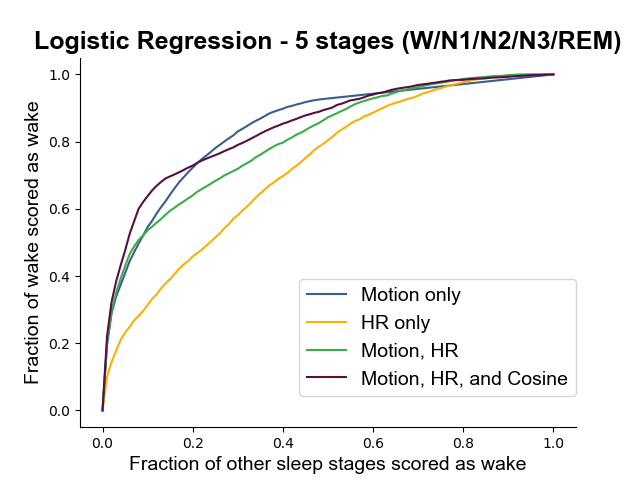 Logistic Regression - 5 stages (W/N1/N2/N3/REM)
Fraction of wake scored as wake
1.0
0.8
0.6
0.4
0.2
0.0
Motion only
HR only
Motion, HR
Motion, HR, and Cosine
0.0 0.2 0.4 0.6 0.8 1.0
Fraction of other sleep stages scored as wake